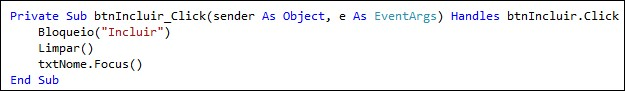 Private Sub btnIncluir_Click(sender As Object, e As EventArgs) Handles btnIncluir.Click
    Bloqueio("Incluir")
    Limpar()
    txtNome.Focus()
End Sub